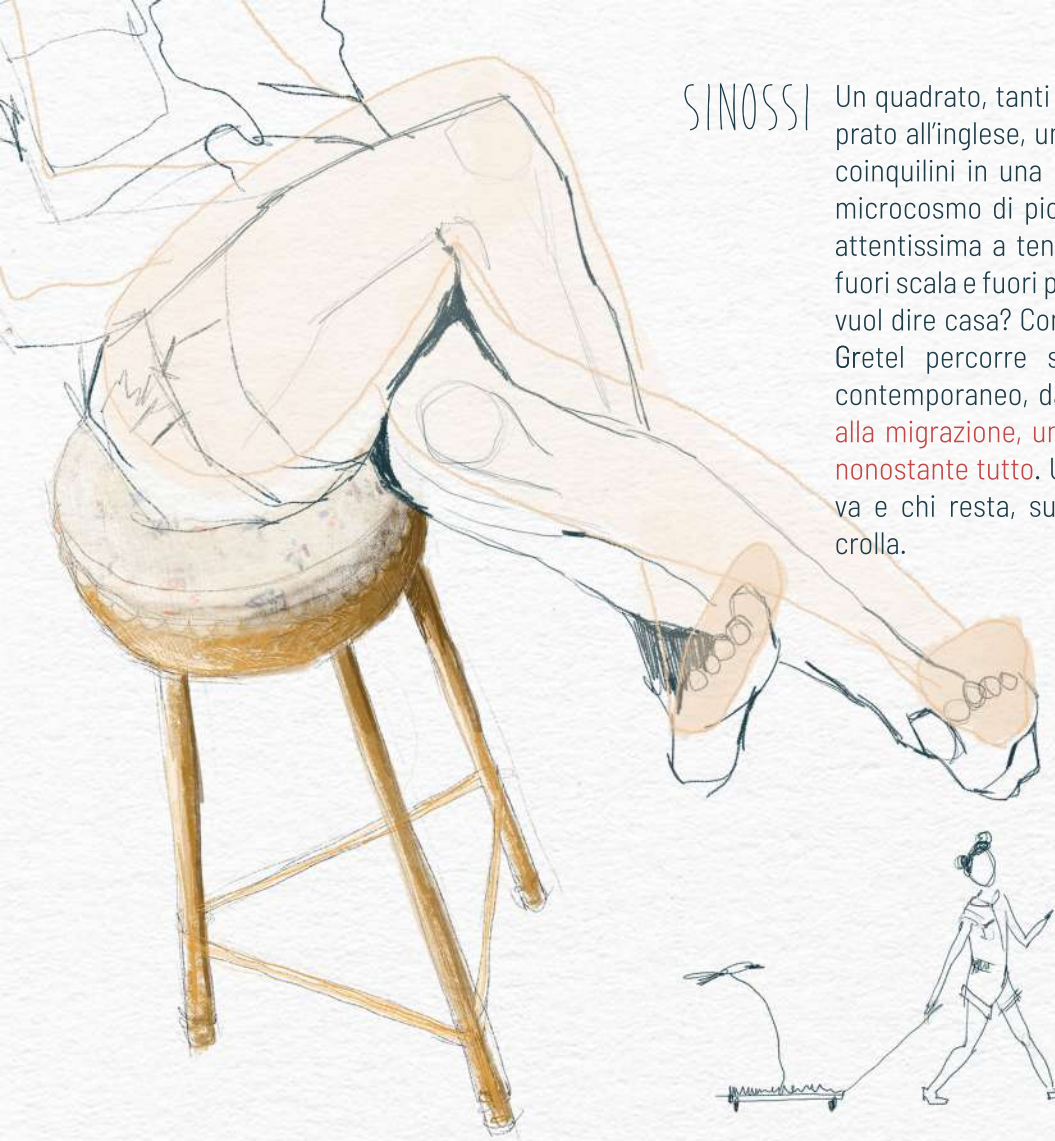 SINOSSI
Un quadrato, tanti
prato all'inglese, un
coinquilini in una
microcosmo di pic
attentissima a ten
fuori scala e fuori p
vuol dire casa? Co
Gretel percorre s
contemporaneo, da
alla migrazione, un
nonostante tutto. U
va e chi resta, su
crolla.